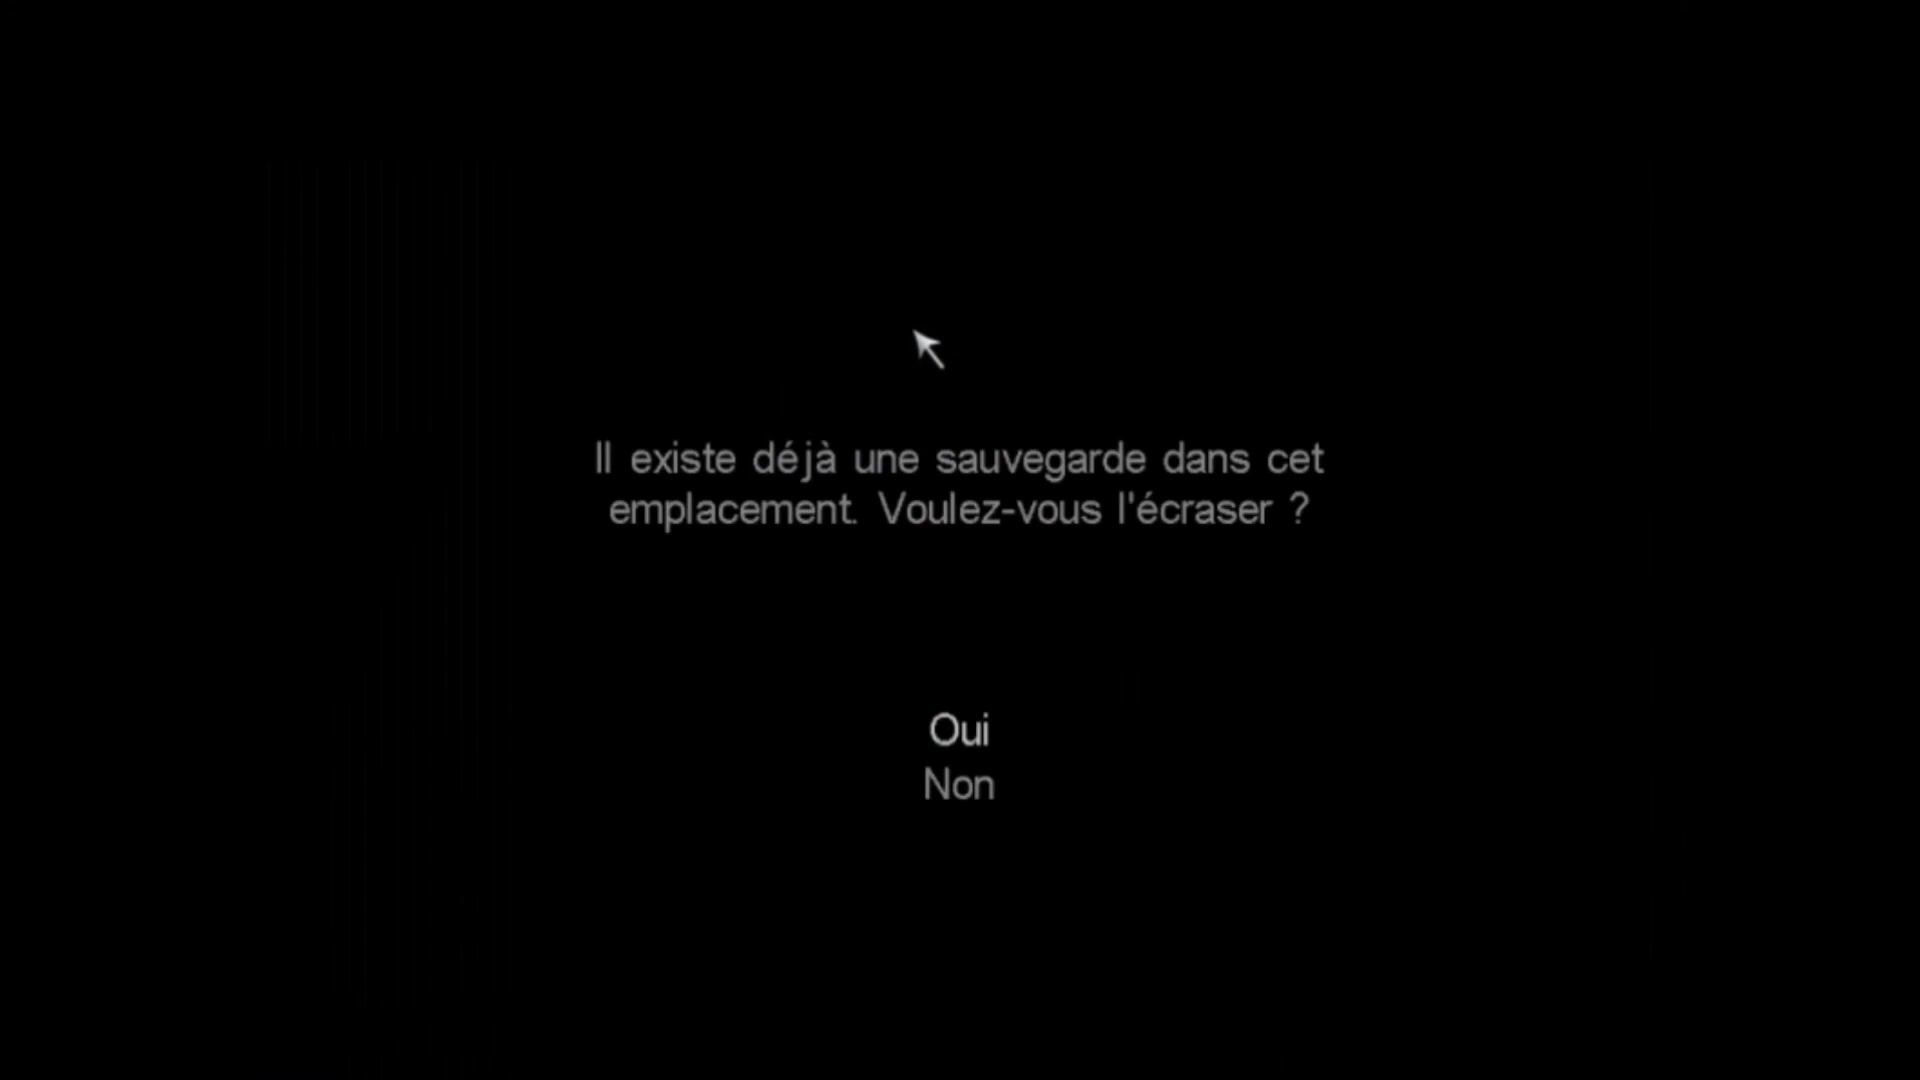 Il existe déjà une sauvegarde dans cet
emplacement. Voulez-vous l'écraser ?
Oui
Non